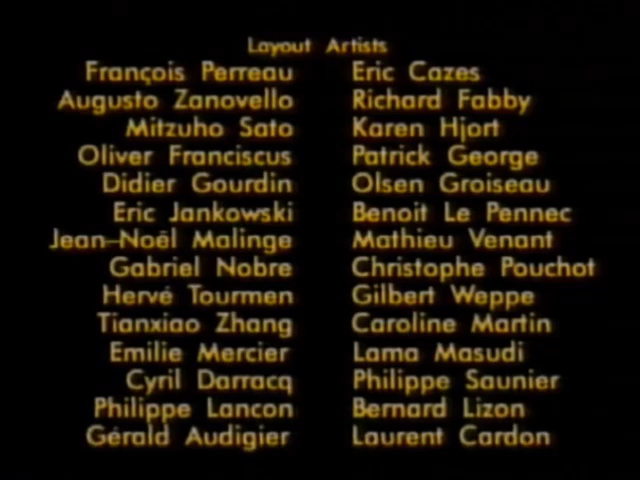 Layout Artists
François Perreau Eric Cazes
Augusto Zanovello Richard Fabby
Mitzuho Sato Karen Hjort
Oliver Franciscus Patrick George
Didier Gourdin Olsen Groiseau
Eric Jankowski Benoit Le Pennec
Jean-Noël Malinge Mathieu Venant
Gabriel Nobre Christophe Pouchot
Hervé Tourmen Gilbert Weppe
Tianxiao Zhang Caroline Martin
Emilie Mercier Lama Masudi
Cyril Darracq Philippe Saunier
Philippe Lancon Bernard Lizon
Gérald Audigier Laurent Cardon